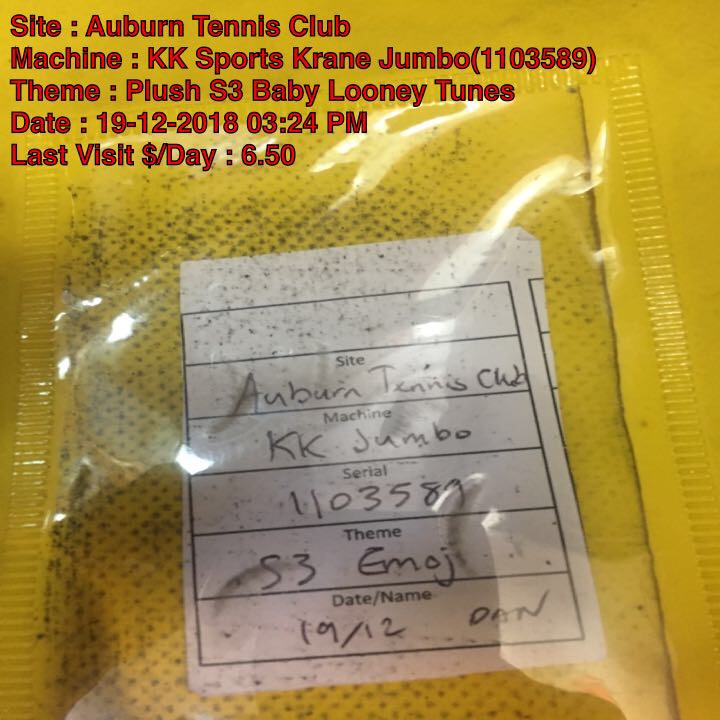 Site : Auburn Tennis Club
Machine : KK Sports Krane Jumbo(1103589)
Theme : Plush S3 Baby Looney Tunes
Date : 19-12-2018 03:24 PM
Last Visit $/Day : 6.50
Site
Auburn Tennis Club
Machine
KK Jumbo
Serial
1103589
Theme
S3 Emoj
Date/Name
19/12 DAN